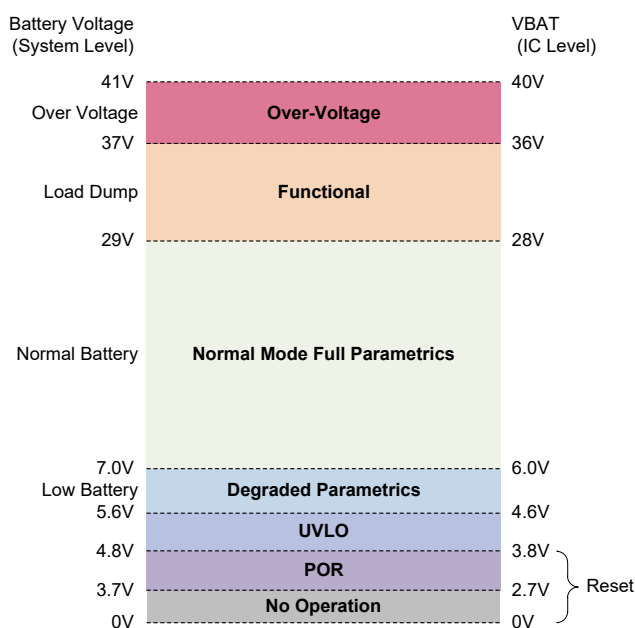 Battery Voltage
(System Level)
VBAT
(IC Level)
41V
40V
Over Voltage
Over-Voltage
37V
36V
Load Dump
Functional
29V
28V
Normal Battery
Normal Mode Full Parametrics
7.0V
6.0V
Low Battery
Degraded Parametrics
5.6V
4.6V
UVLO
4.8V
3.8V
POR
3.7V
2.7V
Reset
No Operation
0V
0V